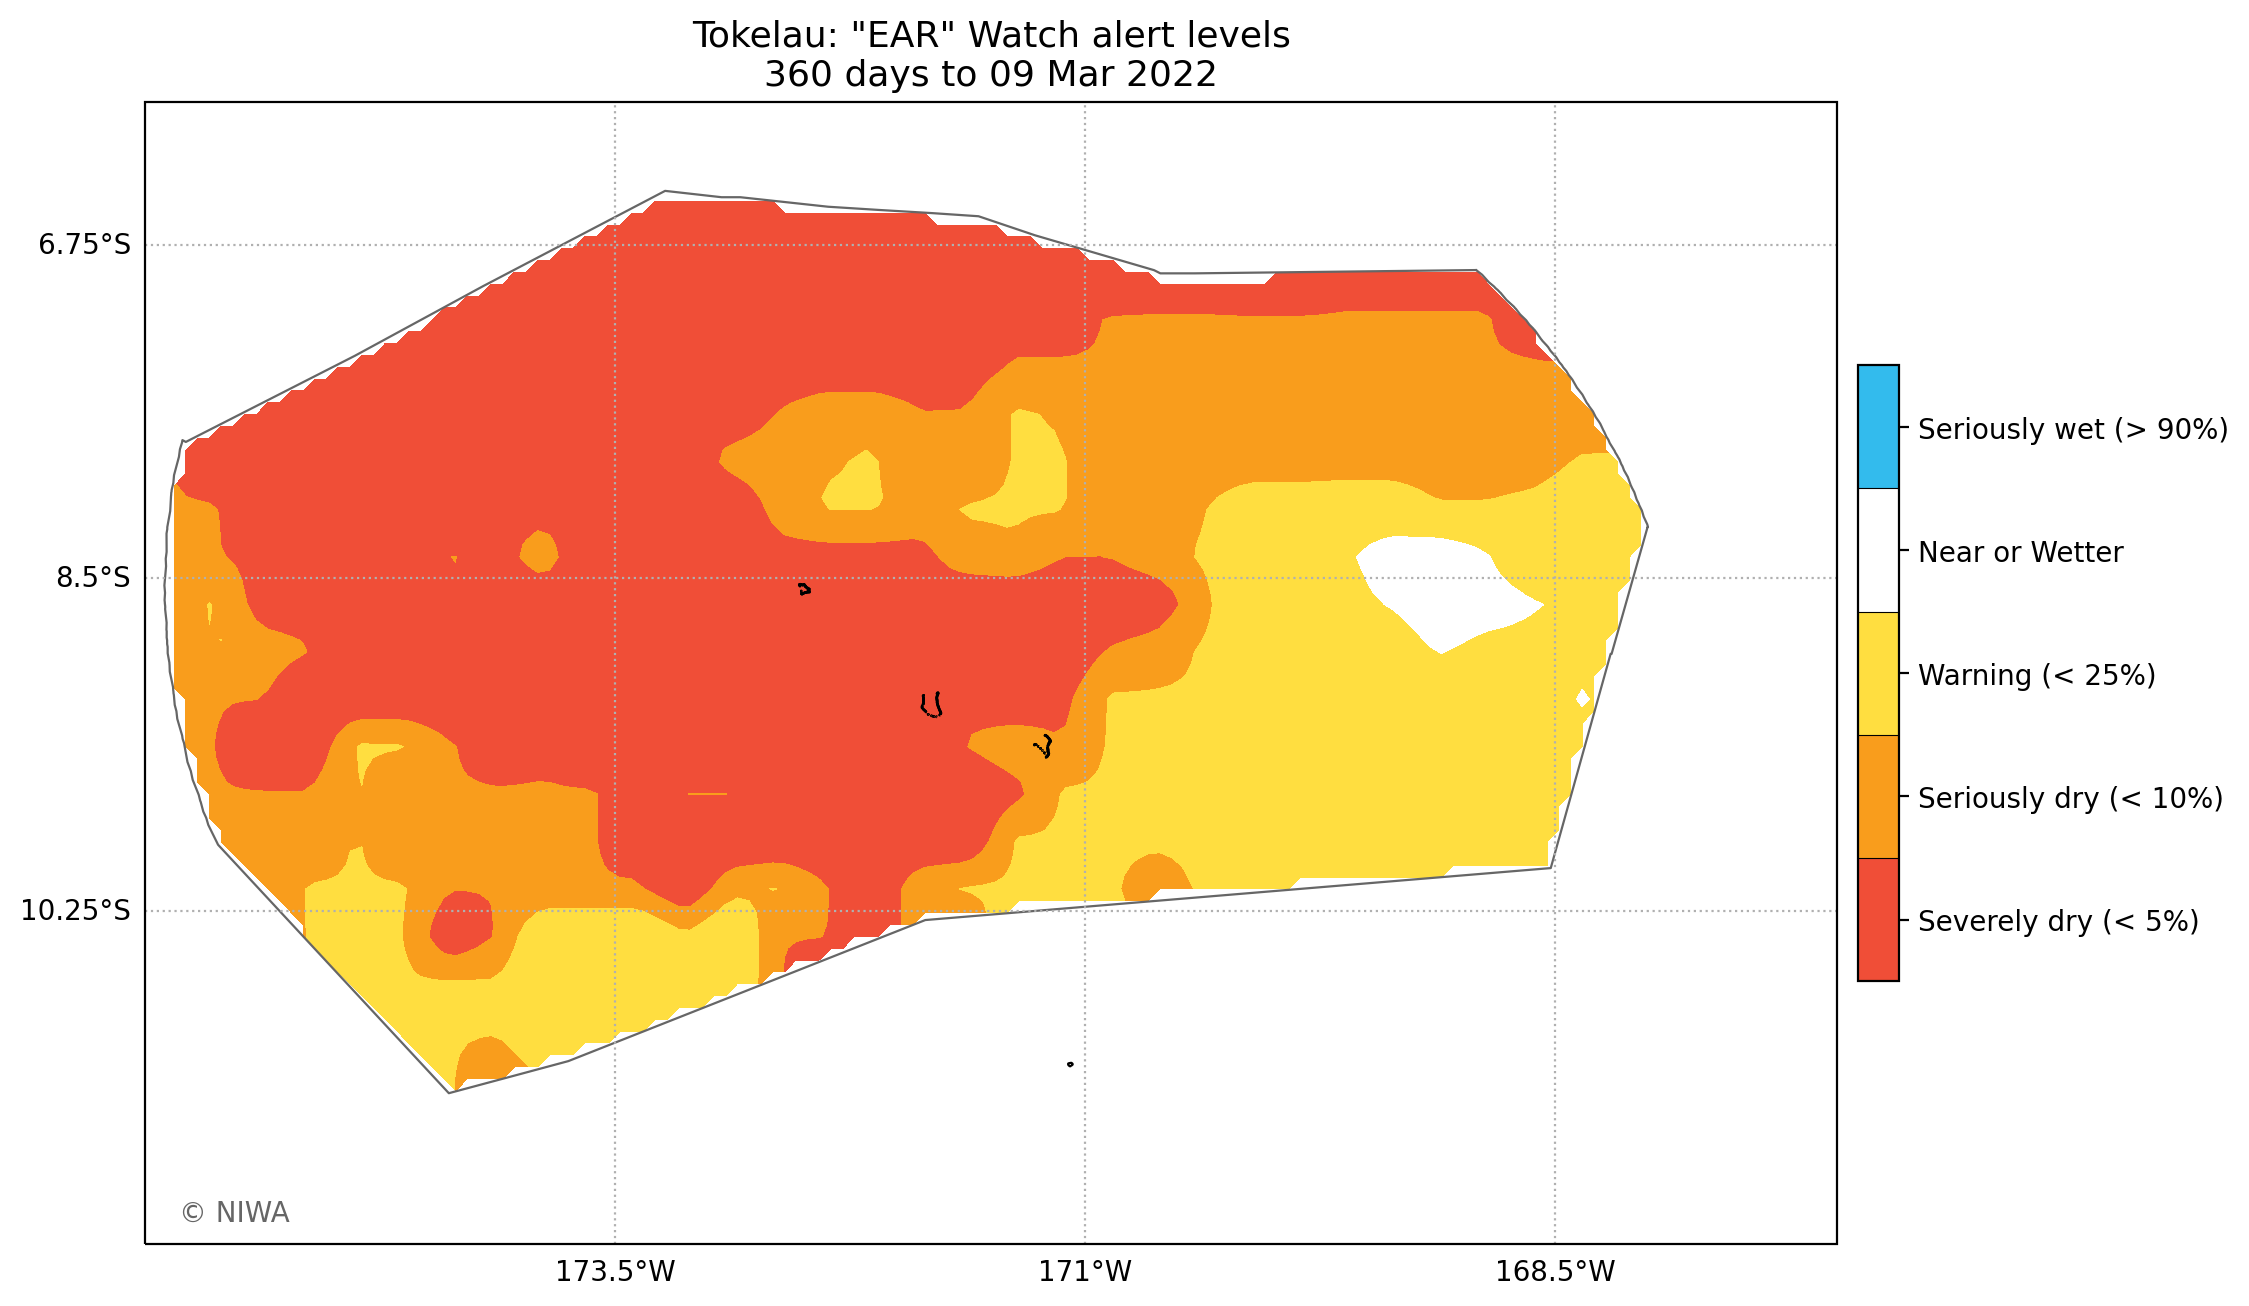 Tokelau: "EAR" Watch alert levels
360 days to 09 Mar 2022
6.75°S
8.5°S
10.25°S
173.5°W
171°W
168.5°W
Seriously wet (> 90%)
Near or Wetter
Warning (< 25%)
Seriously dry (< 10%)
Severely dry (< 5%)
© NIWA